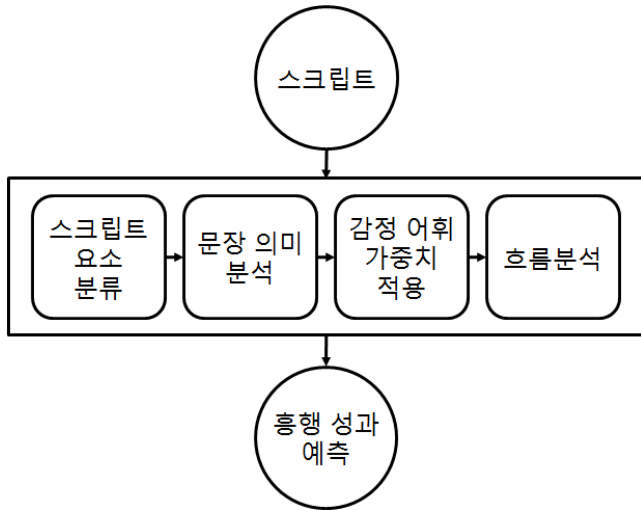 스크립트
스크립트
요소
분류
문장 의미
분석
감정 어휘
가중치
적용
흐름분석
흥행 성과
예측